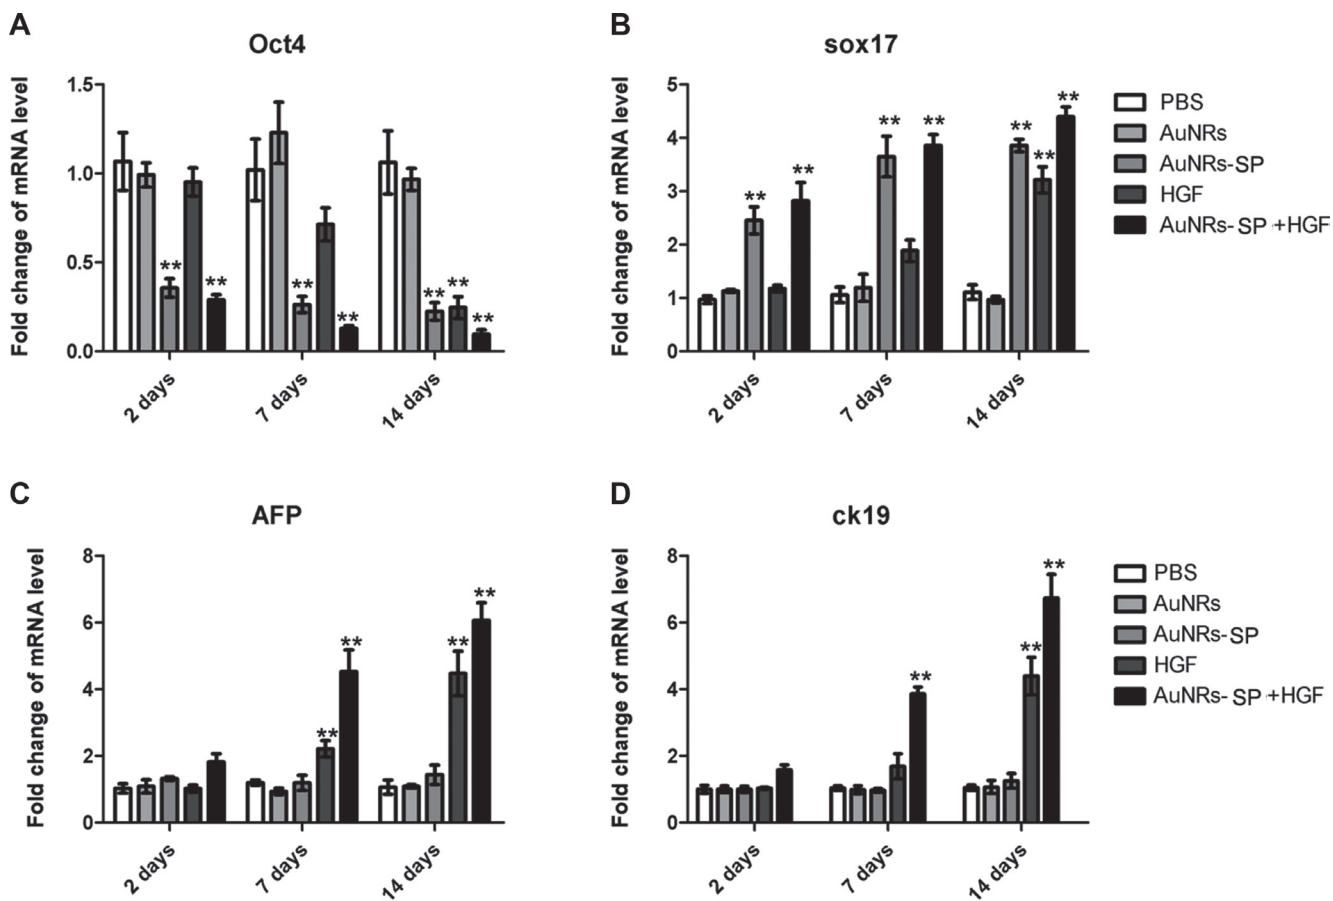 A
Oct4
Fold change of mRNA level
1.5
1.0
0.5
0.0
** ** ** ** ** ** **
2 days
7 days
14 days
B
sox17
Fold change of mRNA level
5
4
3
2
1
0
** ** ** ** ** ** **
2 days
7 days
14 days
PBS
AuNRs
AuNRs-SP
HGF
AuNRs-SP+HGF
C
AFP
Fold change of mRNA level
8
6
4
2
0
** ** ** **
2 days
7 days
14 days
D
ck19
Fold change of mRNA level
8
6
4
2
0
** ** **
2 days
7 days
14 days
PBS
AuNRs
AuNRs-SP
HGF
AuNRs-SP+HGF